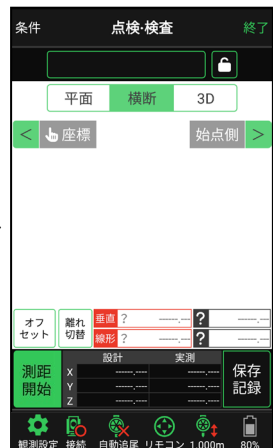 条件 点検・検査 終了
平面 横断 3D
< 座標 始点側 >
オフ
セット
離れ
切替
垂直 ? -----.--- ?
線形 ? -----.--- ?
測距
開始
設計 実測
X -----.---- -----.----
Y -----.---- -----.----
Z -----.---- -----.----
保存
記録
観測設定 接続 自動追尾 リモコン 1.000m 80%